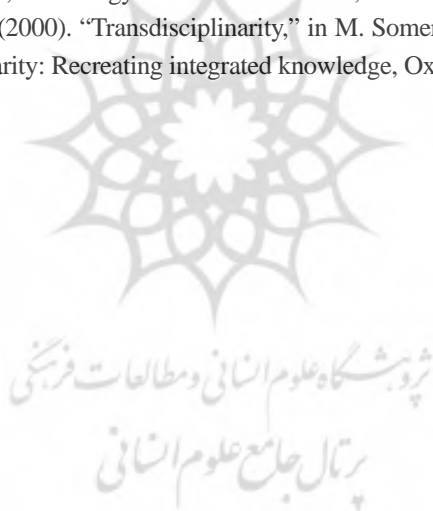 (2000). “Transdisciplinarity,” in M. Somer
arity: Recreating integrated knowledge, Ox
پژوهشگاه علوم انسانی و مطالعات فرهنگی
پرتال جامع علوم انسانی